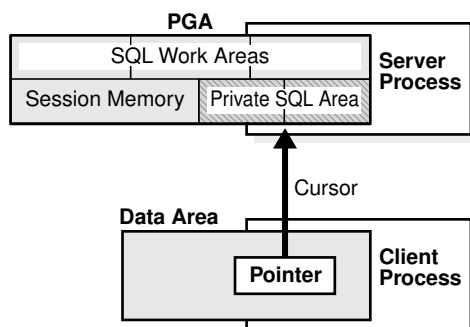 PGA
SQL Work Areas
Server
Process
Session Memory
Private SQL Area
Cursor
Data Area
Client
Process
Pointer